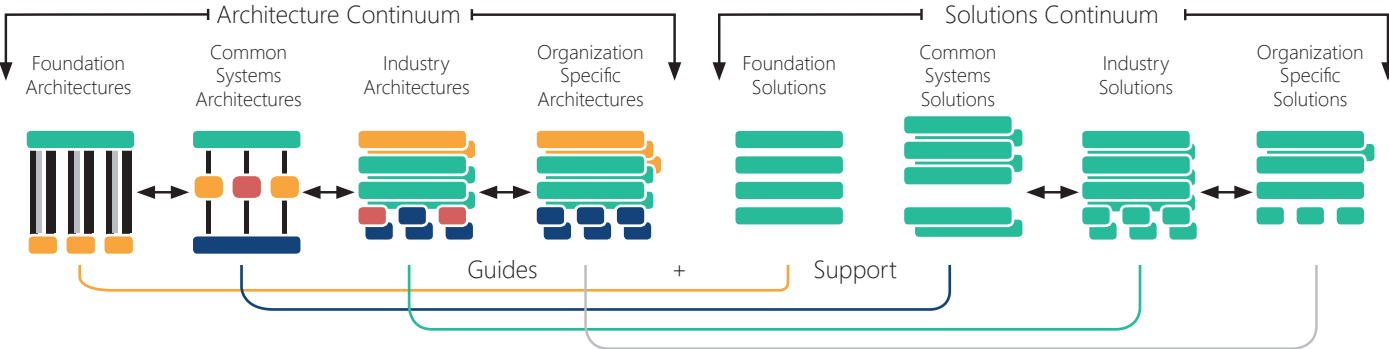 Architecture Continuum
Solutions Continuum
Foundation
Architectures
Common
Systems
Architectures
Industry
Architectures
Organization
Specific
Architectures
Foundation
Solutions
Common
Systems
Solutions
Industry
Solutions
Organization
Specific
Solutions
Guides + Support